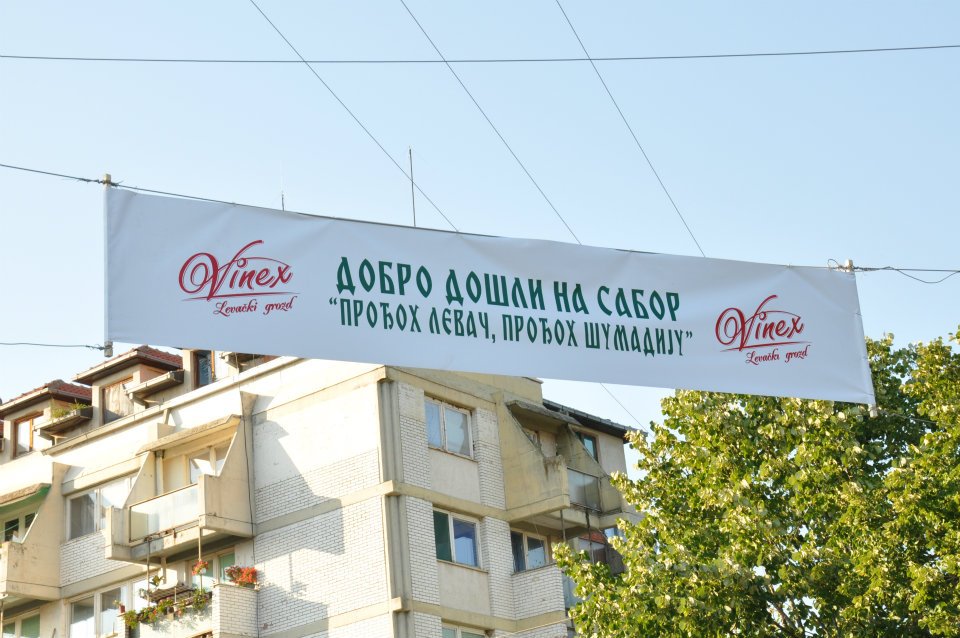 Vinex
Levački grozd
ДОБРО ДОШЛИ НА САБОР
“ПРОЂОХ ЛЕВАЧ, ПРОЂОХ ШУМАДИЈУ”
Vinex
Levački grozd